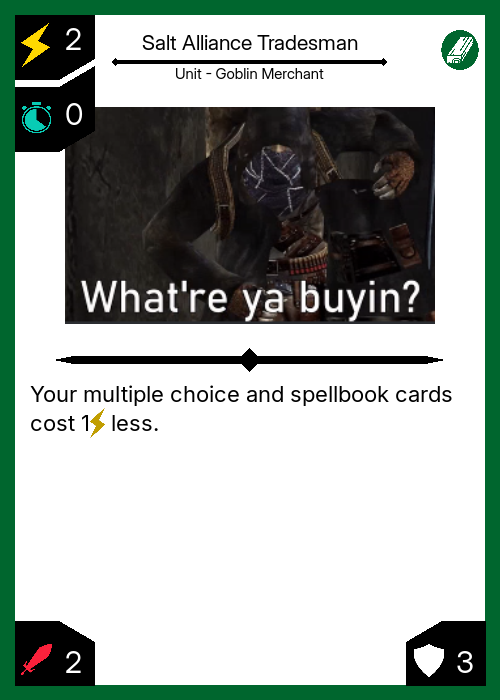 2
Salt Alliance Tradesman
Unit - Goblin Merchant
0
What're ya buyin?
Your multiple choice and spellbook cards
cost 1 less.
2
3